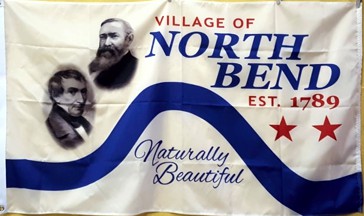 VILLAGE OF
NORTH
BEND
EST. 1789
Naturally
Beautiful